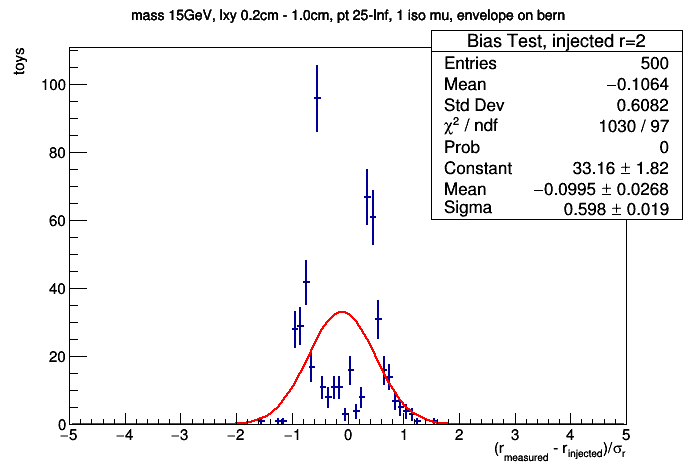 mass 15GeV, lxy 0.2cm - 1.0cm, pt 25-Inf, 1 iso mu, envelope on bern
Bias Test, injected r=2
Entries 500
Mean −0.1064
Std Dev 0.6082
χ² / ndf 1030 / 97
Prob 0
Constant 33.16 ± 1.82
Mean −0.0995 ± 0.0268
Sigma 0.598 ± 0.019
toys
100
80
60
40
20
0
−5 −4 −3 −2 −1 0 1 2 3 4 5
(r_measured - r_injected)/σ_r